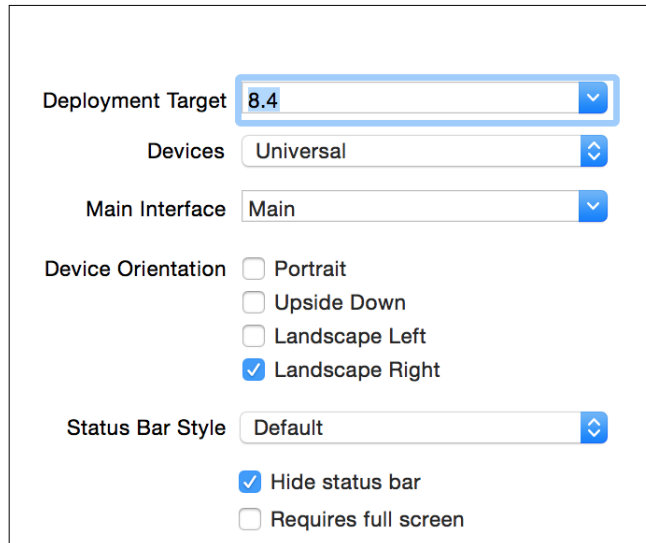 Deployment Target 8.4
Devices Universal
Main Interface Main
Device Orientation Portrait
Upside Down
Landscape Left
Landscape Right
Status Bar Style Default
Hide status bar
Requires full screen